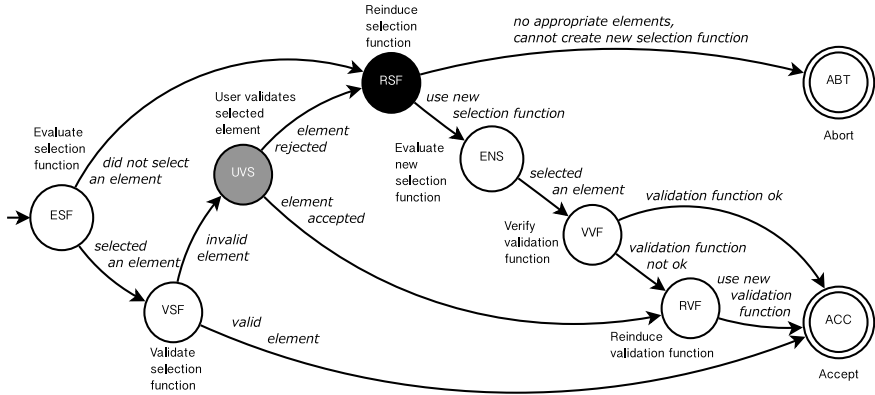 Reinduce
selection
function
no appropriate elements,
cannot create new selection function
RSF
ABT
Abort
User validates
selected
element
element
rejected
use new
selection function
Evaluate
selection
function
did not select
an element
UVS
Evaluate
new
selection
function
ENS
selected
an element
ESF
element
accepted
validation function ok
Verify
validation
function
VVF
selected
an element
invalid
element
validation function
not ok
use new
validation
function
VSF
RVF
ACC
valid
element
Validate
selection
function
Reinduce
validation function
Accept